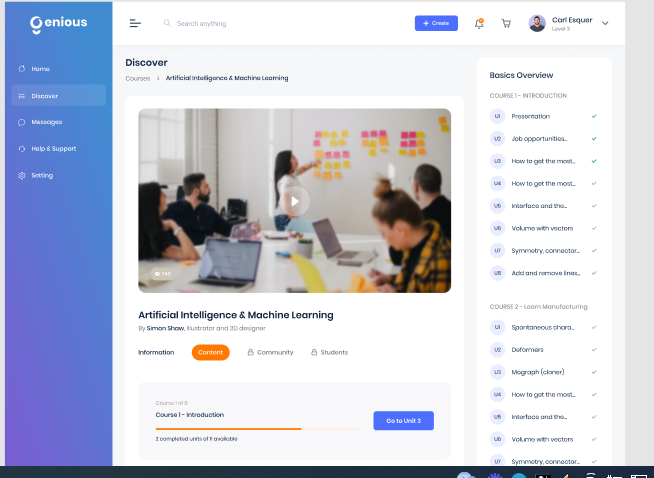 Genious
Search anything
+ Create
Carl Esquer
Level 3
Home
Discover
Messages
Help & Support
Setting
Discover
Courses > Artificial Intelligence & Machine Learning
Artificial Intelligence & Machine Learning
By Simon Shaw, Illustrator and 3D designer
Information
Content
Community
Students
Course 1 of 6
Course 1 - Introduction
2 completed units of 11 available
Go to Unit 3
Basics Overview
COURSE 1 - INTRODUCTION
U1 Presentation
U2 Job opportunities...
U3 How to get the most...
U4 How to get the most...
U5 Interface and the...
U6 Volume with vectors
U7 Symmetry, connector...
U8 Add and remove lines...
COURSE 2 - Learn Manufacturing
U1 Spontaneous chara...
U2 Deformers
U3 Mograph (cloner)
U4 How to get the most...
U5 Interface and the...
U6 Volume with vectors
U7 Symmetry, connector...